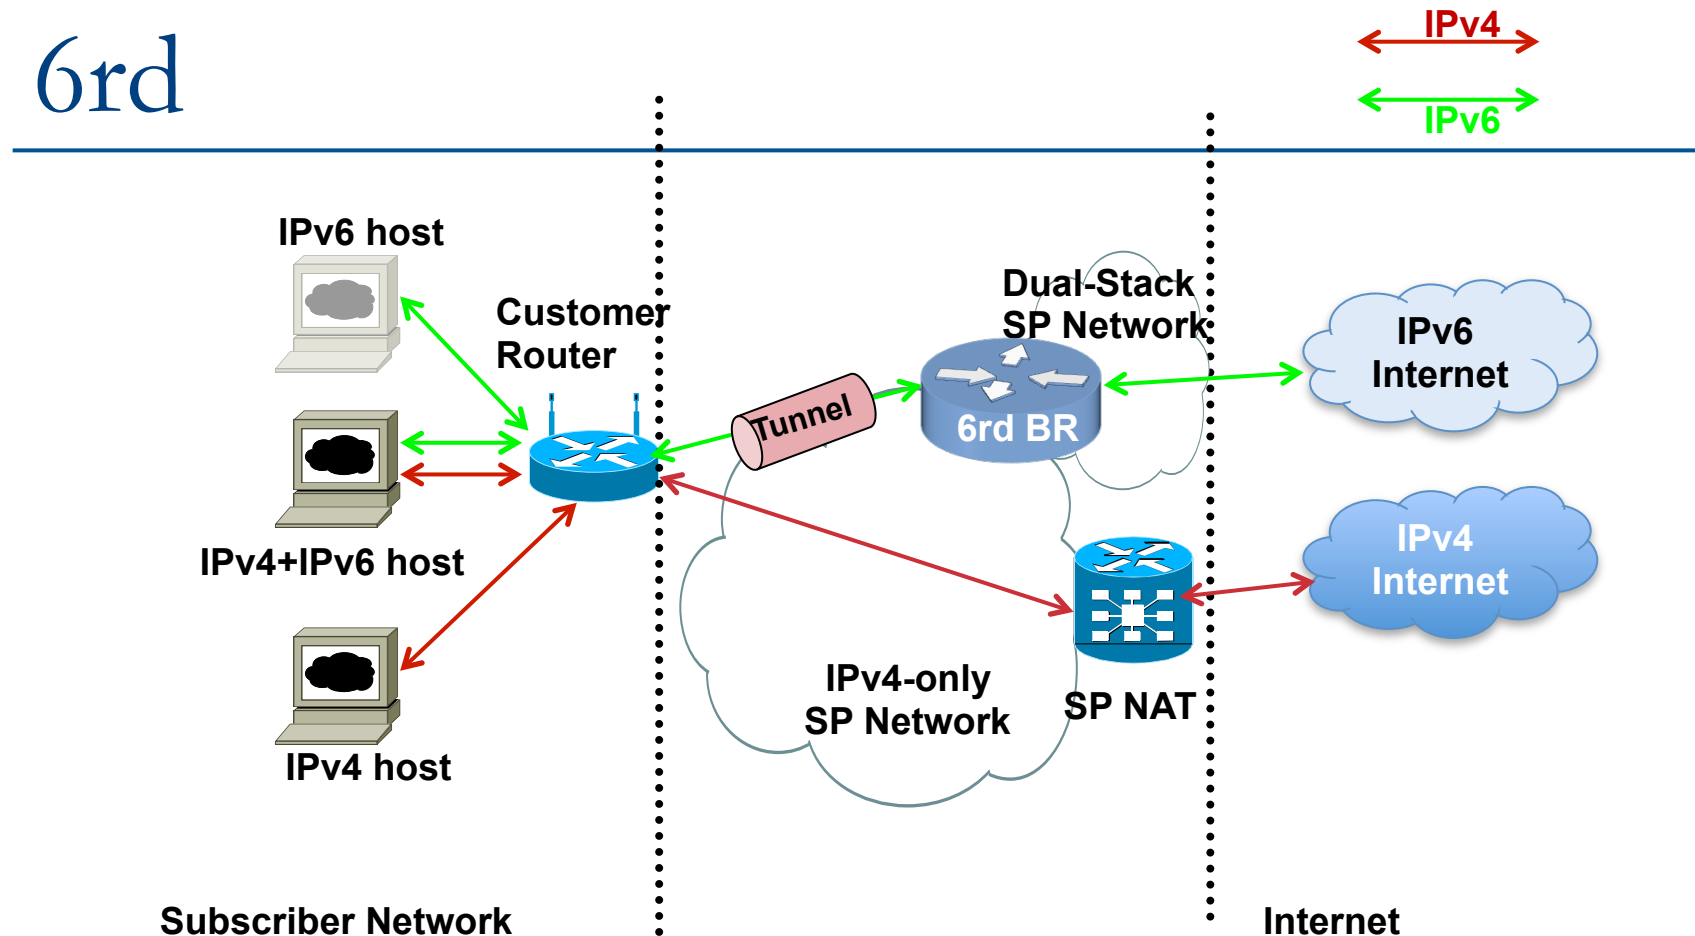 6rd
IPv4
IPv6
IPv6 host
Customer
Router
IPv4+IPv6 host
IPv4 host
Tunnel
Dual-Stack
SP Network
6rd BR
IPv4-only
SP Network
SP NAT
IPv6
Internet
IPv4
Internet
Subscriber Network
Internet